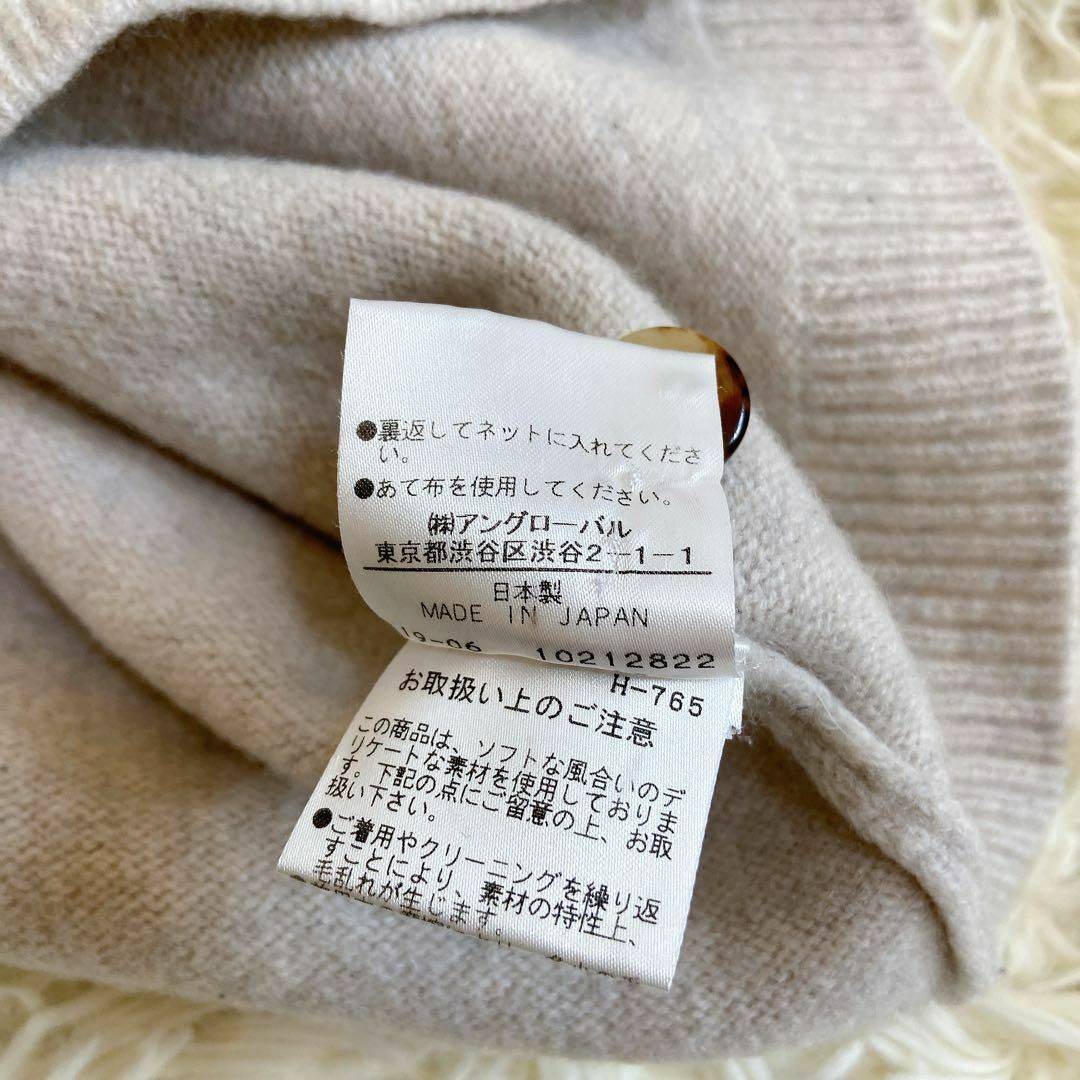 ●裏返してネットに入れてくださ
い。
●あて布を使用してください。
㈱アングローバル
東京都渋谷区渋谷2-1-1
日本製
MADE IN JAPAN
19-06 10212822
H-765
お取扱い上のご注意
この商品は、ソフトな風合いのデ
リケートな素材を使用しておりま
す。下記の点にご留意の上、お取
扱い下さい。
●ご着用やクリーニングを繰り返
すことにより、素材の特性上、
毛乱れが生じます。